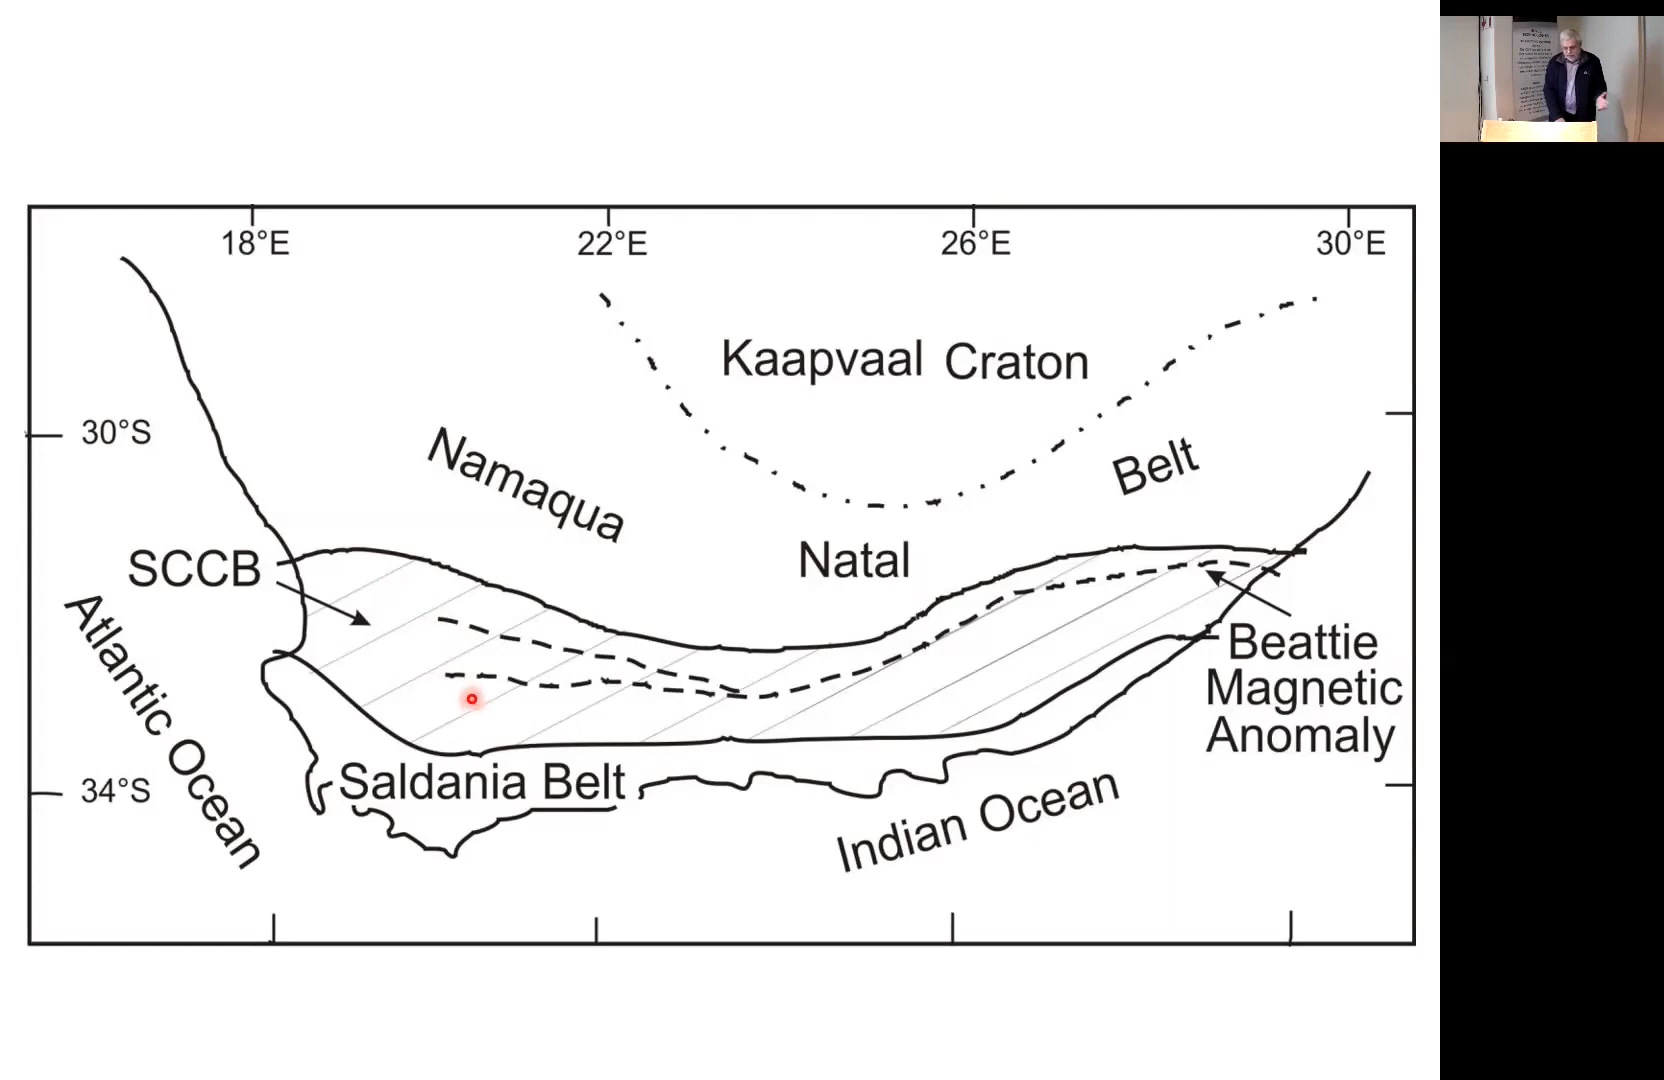 18°E
22°E
26°E
30°E
Kaapvaal Craton
30°S
Namaqua
Belt
Natal
SCCB
Atlantic Ocean
Beattie
Magnetic
Anomaly
Saldania Belt
34°S
Indian Ocean